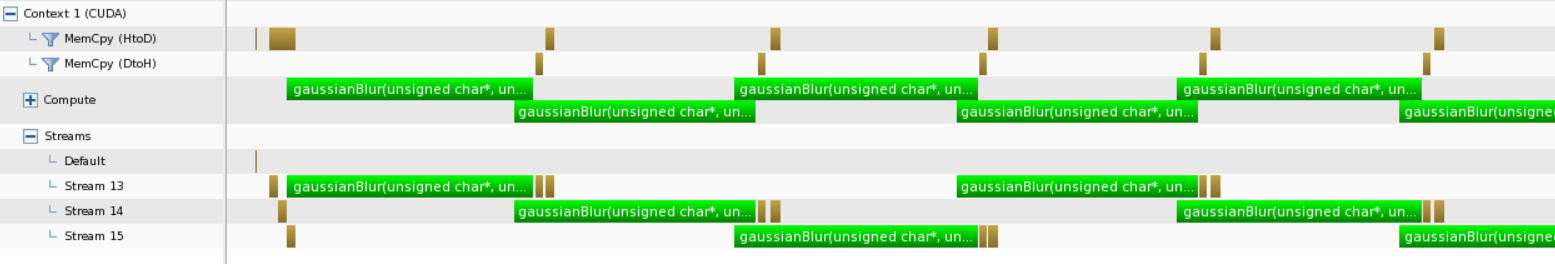 Context 1 (CUDA)
MemCpy (HtoD)
MemCpy (DtoH)
Compute
gaussianBlur(unsigned char*, un... gaussianBlur(unsigned char*, un... gaussianBlur(unsigned char*, un...
gaussianBlur(unsigned char*, un... gaussianBlur(unsigned char*, un... gaussianBlur(unsigne
Streams
Default
Stream 13 gaussianBlur(unsigned char*, un... gaussianBlur(unsigned char*, un...
Stream 14 gaussianBlur(unsigned char*, un... gaussianBlur(unsigned char*, un...
Stream 15 gaussianBlur(unsigned char*, un... gaussianBlur(unsigne